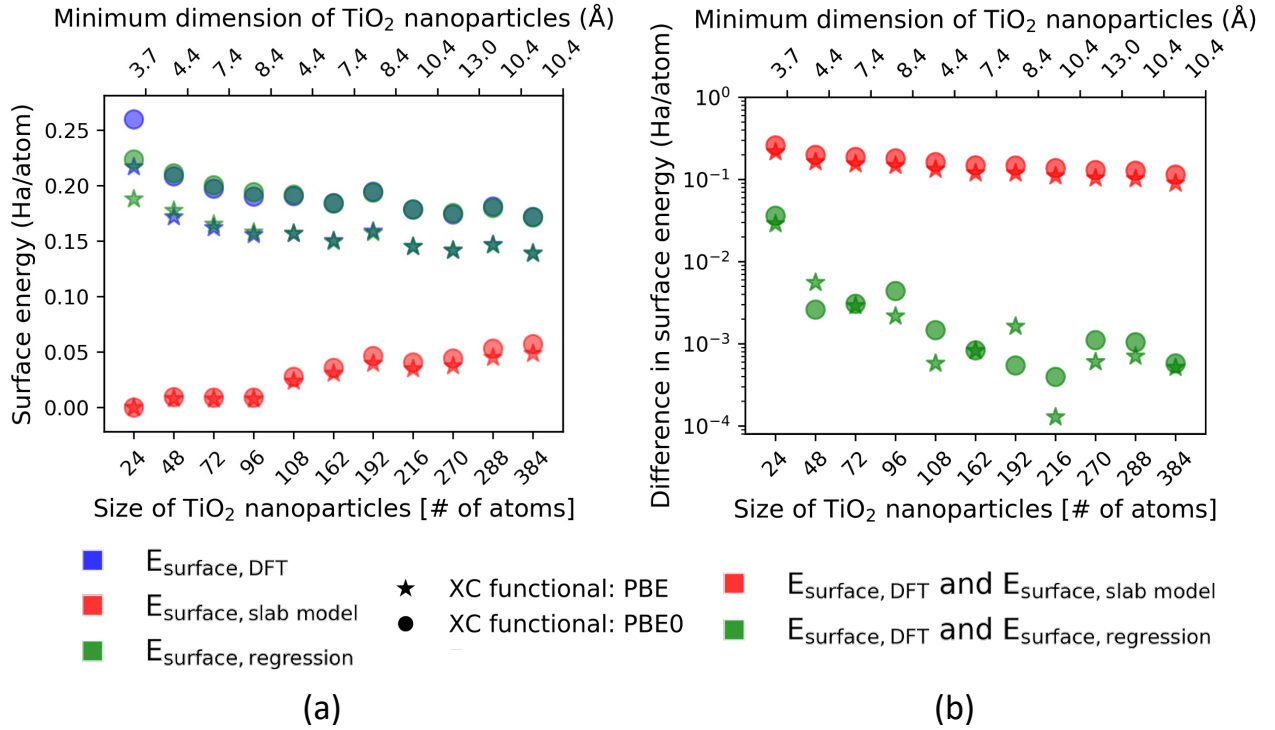 Minimum dimension of TiO2 nanoparticles (Å)
3.7 4.4 7.4 8.4 4.4 7.4 8.4 10.4 13.0 10.4 10.4
Surface energy (Ha/atom)
0.25
0.20
0.15
0.10
0.05
0.00
24 48 72 96 108 162 192 216 270 288 384
Size of TiO2 nanoparticles [# of atoms]
Esurface, DFT
Esurface, slab model
Esurface, regression
XC functional: PBE
XC functional: PBE0
(a)
Minimum dimension of TiO2 nanoparticles (Å)
3.7 4.4 7.4 8.4 4.4 7.4 8.4 10.4 13.0 10.4 10.4
Difference in surface energy (Ha/atom)
10^0
10^−1
10^−2
10^−3
10^−4
24 48 72 96 108 162 192 216 270 288 384
Size of TiO2 nanoparticles [# of atoms]
Esurface, DFT and Esurface, slab model
Esurface, DFT and Esurface, regression
(b)